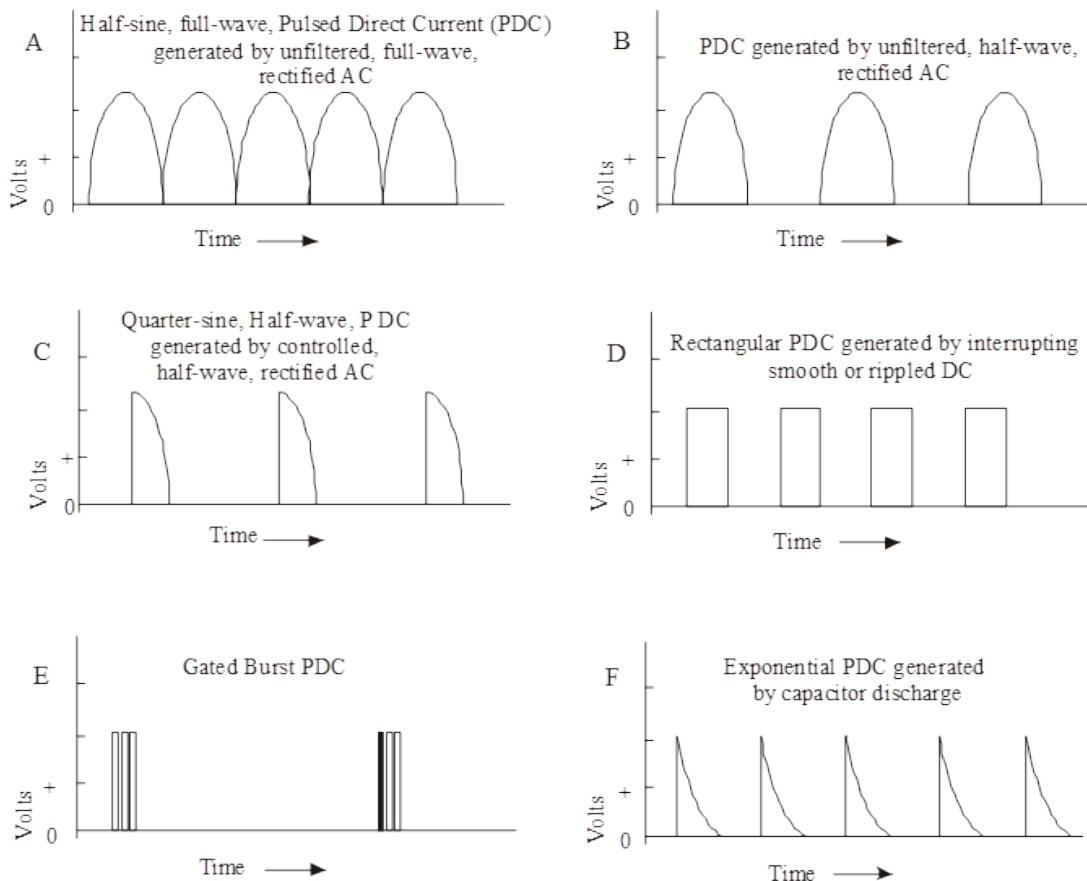 A
Half-sine, full-wave, Pulsed Direct Current (PDC)
generated by unfiltered, full-wave,
rectified AC
Volts +
0
Time
B
PDC generated by unfiltered, half-wave,
rectified AC
Volts +
0
Time
C
Quarter-sine, Half-wave, PDC
generated by controlled,
half-wave, rectified AC
Volts +
0
Time
D
Rectangular PDC generated by interrupting
smooth or rippled DC
Volts +
0
Time
E
Gated Burst PDC
Volts +
0
Time
F
Exponential PDC generated
by capacitor discharge
Volts +
0
Time